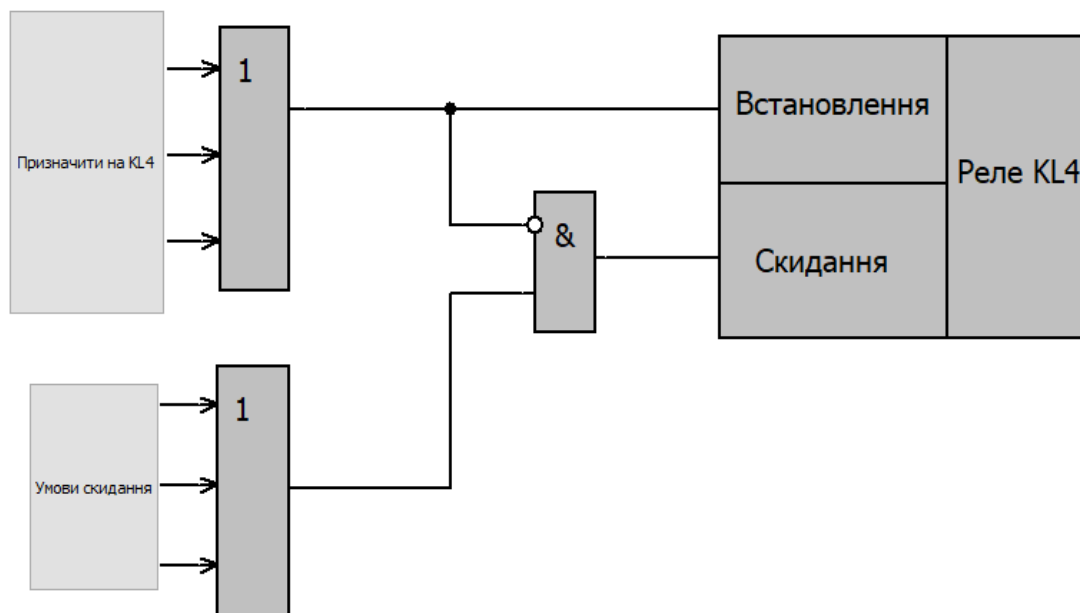 1
Призначити на KL4
Встановлення
Реле KL4
&
Скидання
1
Умови скидання